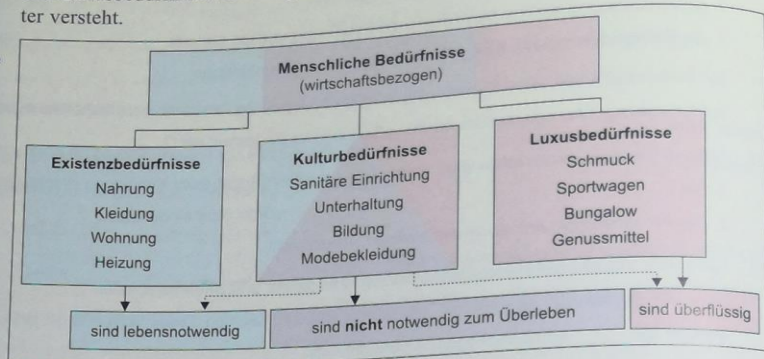 ter versteht.
Menschliche Bedürfnisse
(wirtschaftsbezogen)
Existenzbedürfnisse
Nahrung
Kleidung
Wohnung
Heizung
Kulturbedürfnisse
Sanitäre Einrichtung
Unterhaltung
Bildung
Modebekleidung
Luxusbedürfnisse
Schmuck
Sportwagen
Bungalow
Genussmittel
sind lebensnotwendig
sind nicht notwendig zum Überleben
sind überflüssig